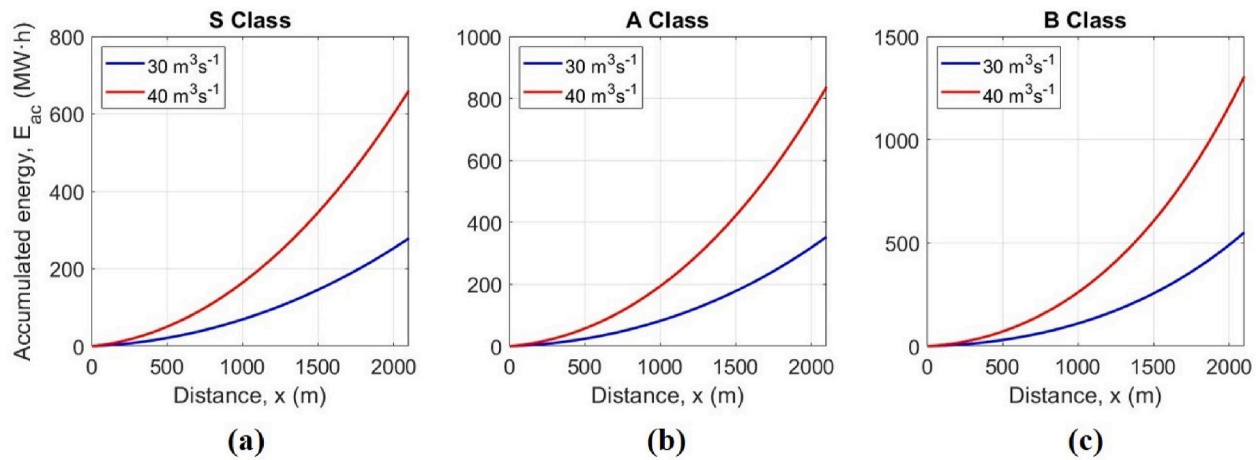 S Class
Accumulated energy, E_ac (MW·h)
800
600
400
200
0
30 m³s⁻¹
40 m³s⁻¹
0 500 1000 1500 2000
Distance, x (m)
(a)
A Class
1000
800
600
400
200
0
30 m³s⁻¹
40 m³s⁻¹
0 500 1000 1500 2000
Distance, x (m)
(b)
B Class
1500
1000
500
0
30 m³s⁻¹
40 m³s⁻¹
0 500 1000 1500 2000
Distance, x (m)
(c)